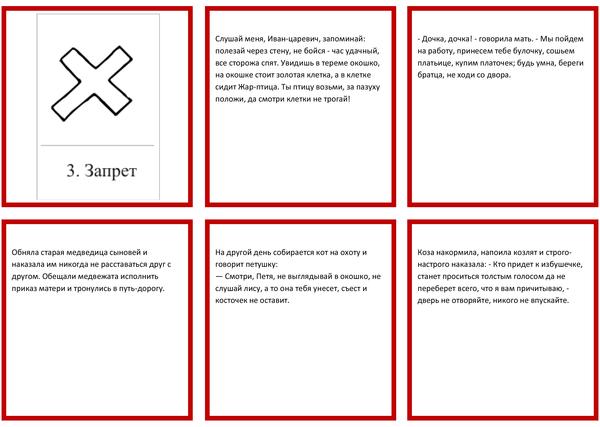 3. Запрет
Слушай меня, Иван-царевич, запоминай:
полезай через стену, не бойся - час удачный,
все сторожа спят. Увидишь в тереме окошко,
на окошке стоит золотая клетка, а в клетке
сидит Жар-птица. Ты птицу возьми, за пазуху
положи, да смотри клетки не трогай!
- Дочка, дочка! - говорила мать. - Мы пойдем
на работу, принесем тебе булочку, сошьем
платьице, купим платочек; будь умна, береги
братца, не ходи со двора.
Обняла старая медведица сыновей и
наказала им никогда не расставаться друг с
другом. Обещали медвежата исполнить
приказ матери и тронулись в путь-дорогу.
На другой день собирается кот на охоту и
говорит петушку:
— Смотри, Петя, не выглядывай в окошко, не
слушай лису, а то она тебя унесет, съест и
косточек не оставит.
Коза накормила, напоила козлят и строго-
настрого наказала: - Кто придет к избушечке,
станет проситься толстым голосом да не
переберет всего, что я вам причитываю, -
дверь не отворяйте, никого не впускайте.